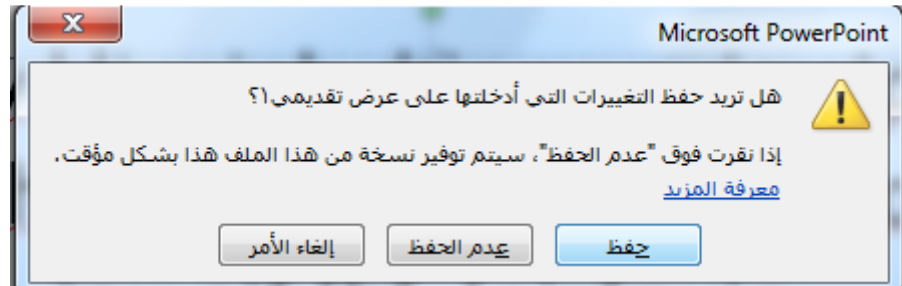 Microsoft PowerPoint
هل تريد حفظ التغييرات التي أدخلتها على عرض تقديمي١؟
إذا نقرت فوق "عدم الحفظ"، سيتم توفير نسخة من هذا الملف هذا بشكل مؤقت.
معرفة المزيد
حفظ
عدم الحفظ
إلغاء الأمر